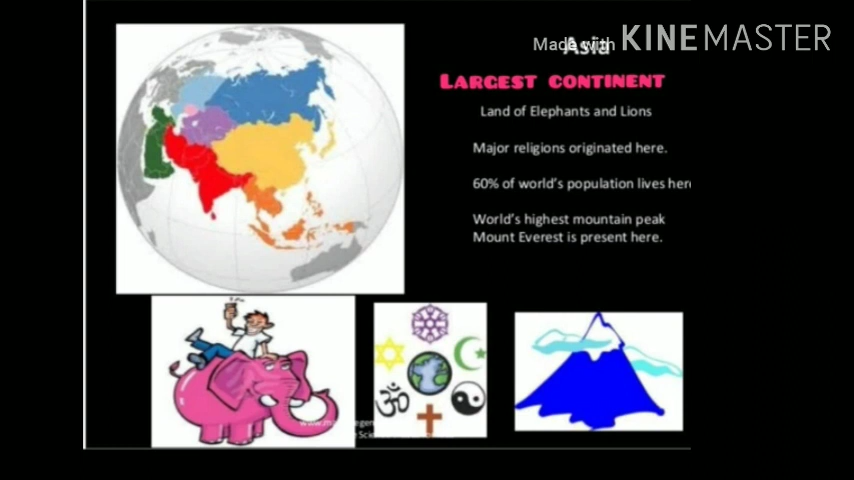 Made with KINEMASTER
Asia
LARGEST CONTINENT
Land of Elephants and Lions
Major religions originated here.
60% of world's population lives here
World's highest mountain peak
Mount Everest is present here.